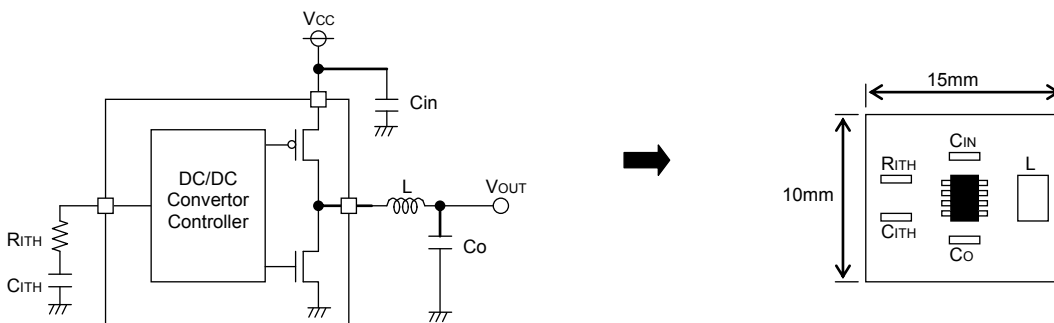 VCC
Cin
DC/DC
Convertor
Controller
L
VOUT
RITH
Co
CITH
15mm
10mm
CIN
RITH
L
CITH
CO